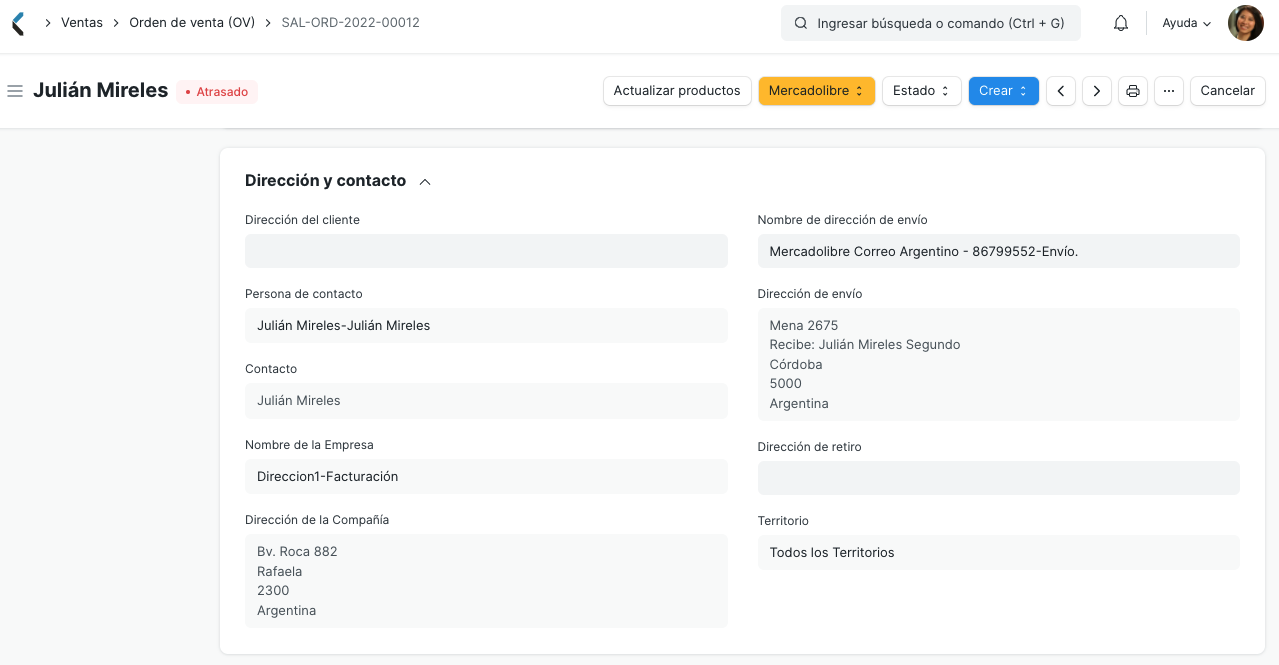 Ventas
Orden de venta (OV)
SAL-ORD-2022-00012
Ingresar búsqueda o comando (Ctrl + G)
Ayuda
Julián Mireles
Atrasado
Actualizar productos
Mercadolibre
Estado
Crear
Cancelar
Dirección y contacto
Dirección del cliente
Persona de contacto
Julián Mireles-Julián Mireles
Contacto
Julián Mireles
Nombre de la Empresa
Direccion1-Facturación
Dirección de la Compañía
Bv. Roca 882
Rafaela
2300
Argentina
Nombre de dirección de envío
Mercadolibre Correo Argentino - 86799552-Envío.
Dirección de envío
Mena 2675
Recibe: Julián Mireles Segundo
Córdoba
5000
Argentina
Dirección de retiro
Territorio
Todos los Territorios